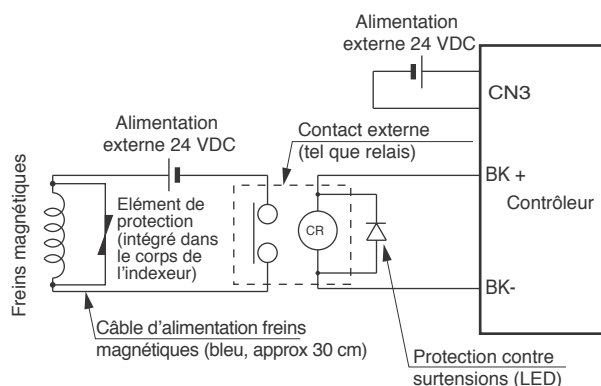 Alimentation
externe 24 VDC
CN3
Alimentation
externe 24 VDC
Contact externe
(tel que relais)
BK +
Contrôleur
Freins magnétiques
Elément de
protection
(intégré dans
le corps de
l'indexeur)
CR
BK-
Câble d'alimentation freins
magnétiques (bleu, approx 30 cm)
Protection contre
surtensions (LED)